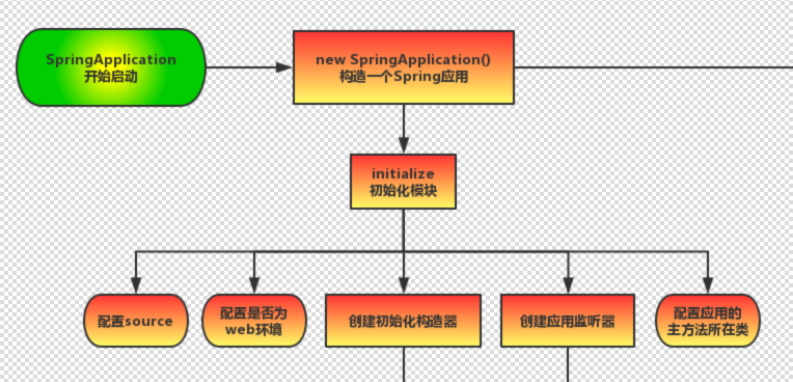 SpringApplication
开始启动
new SpringApplication()
构造一个Spring应用
initialize
初始化模块
配置source
配置是否为
web环境
创建初始化构造器
创建应用监听器
配置应用的
主方法所在类